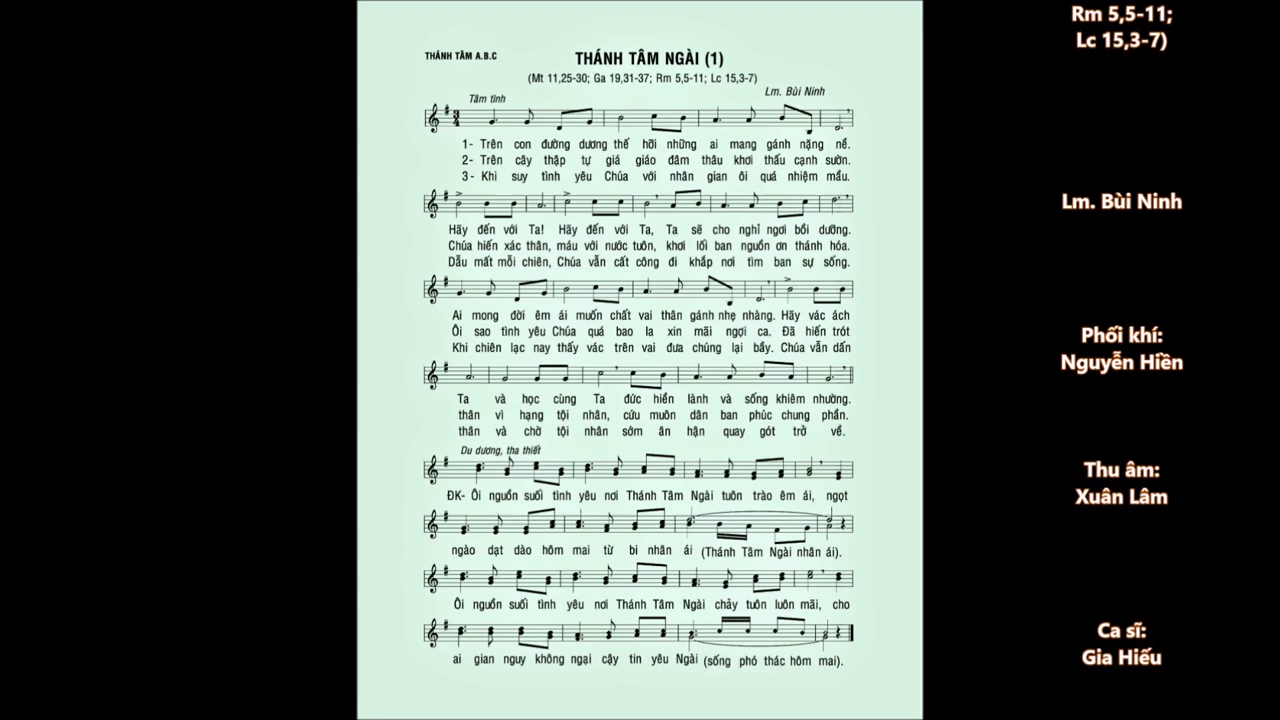 THÁNH TÂM A.B.C
THÁNH TÂM NGÀI (1)
(Mt 11,25-30; Ga 19,31-37; Rm 5,5-11; Lc 15,3-7)
Lm. Bùi Ninh
Tâm tình
1- Trên con đường dương thế hỡi những ai mang gánh nặng nề.
2- Trên cây thập tự giá giáo đâm thâu khơi thấu cạnh sườn.
3- Khi suy tình yêu Chúa với nhân gian ôi quá nhiệm mầu.
Hãy đến với Ta! Hãy đến với Ta, Ta sẽ cho nghỉ ngơi bồi dưỡng.
Chúa hiến xác thân, máu với nước tuôn, khơi lối ban nguồn ơn thánh hóa.
Dẫu mất mỗi chiên, Chúa vẫn cất công đi khắp nơi tìm ban sự sống.
Ai mong đời êm ái muốn chất vai thân gánh nhẹ nhàng. Hãy vác ách
Ôi sao tình yêu Chúa quá bao la xin mãi ngợi ca. Đã hiến trót
Khi chiên lạc nay thấy vác trên vai đưa chúng lại bầy. Chúa vẫn dấn
Ta và học cùng Ta đức hiền lành và sống khiêm nhường.
thân vì hạng tội nhân, cứu muôn dân ban phúc chung phần.
thân và chờ tội nhân sớm ăn hận quay gót trở về.
Du dương, tha thiết
ĐK- Ôi nguồn suối tình yêu nơi Thánh Tâm Ngài tuôn trào êm ái, ngọt
ngào dạt dào hôm mai từ bi nhân ái (Thánh Tâm Ngài nhân ái).
Ôi nguồn suối tình yêu nơi Thánh Tâm Ngài chảy tuôn luôn mãi, cho
ai gian nguy không ngại cậy tin yêu Ngài (sống phó thác hôm mai).
Rm 5,5-11;
Lc 15,3-7)
Lm. Bùi Ninh
Phối khí:
Nguyễn Hiền
Thu âm:
Xuân Lâm
Ca sĩ:
Gia Hiếu